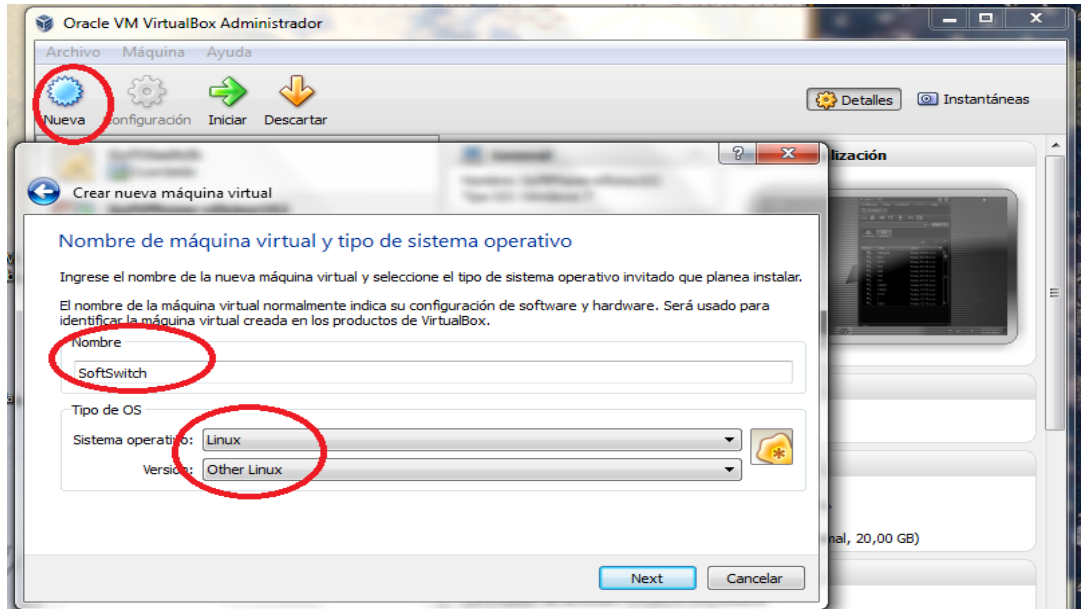 Oracle VM VirtualBox Administrador
Archivo Máquina Ayuda
Nueva onfiguración Iniciar Descartar
Detalles Instantáneas
lización
Crear nueva máquina virtual
Nombre de máquina virtual y tipo de sistema operativo
Ingrese el nombre de la nueva máquina virtual y seleccione el tipo de sistema operativo invitado que planea instalar.
El nombre de la máquina virtual normalmente indica su configuración de software y hardware. Será usado para
identificar la máquina virtual creada en los productos de VirtualBox.
Nombre
SoftSwitch
Tipo de OS
Sistema operativo: Linux
Versión: Other Linux
nal, 20,00 GB)
Next Cancelar